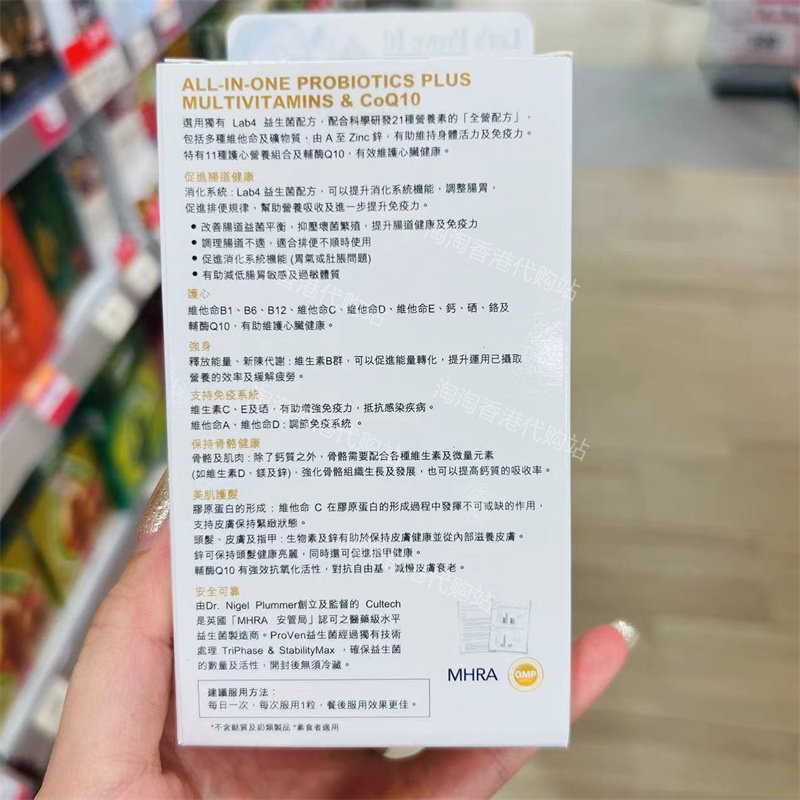 ALL-IN-ONE PROBIOTICS PLUS
MULTIVITAMINS & CoQ10
選用獨有 Lab4 益生菌配方，配合科學研發21種營養素的「全營配方」，
包括多種維他命及礦物質，由 A 至 Zinc 鋅，有助維持身體活力及免疫力。
特有11種護心營養組合及輔酶Q10，有效維護心臟健康。
促進腸道健康
消化系統 : Lab4 益生菌配方，可以提升消化系統機能，調整腸胃，
促進排便規律，幫助營養吸收及進一步提升免疫力。
• 改善腸道益菌平衡，抑壓壞菌繁殖，提升腸道健康及免疫力
• 調理腸道不適，適合排便不順時使用
• 促進消化系統機能 (胃氣或肚脹問題)
• 有助減低腸胃敏感及過敏體質
護心
維他命B1、B6、B12、維他命C、維他命D、維他命E、鈣、硒、鉻及
輔酶Q10，有助維護心臟健康。
強身
釋放能量、新陳代謝 : 維生素B群，可以促進能量轉化，提升運用已攝取
營養的效率及緩解疲勞。
支持免疫系統
維生素C、E及硒，有助增強免疫力，抵抗感染疾病。
維他命A、維他命D : 調節免疫系統 。
保持骨骼健康
骨骼及肌肉 : 除了鈣質之外，骨骼需要配合各種維生素及微量元素
(如維生素D、鎂及鋅)，強化骨骼組織生長及發展，也可以提高鈣質的吸收率。
美肌護髮
膠原蛋白的形成 : 維他命 C 在膠原蛋白的形成過程中發揮不可或缺的作用，
支持皮膚保持緊緻狀態。
頭髮、皮膚及指甲 : 生物素及鋅有助於保持皮膚健康並從內部滋養皮膚。
鋅可保持頭髮健康亮麗，同時還可促進指甲健康。
輔酶Q10 有強效抗氧化活性，對抗自由基，減慢皮膚衰老。
安全可靠
由Dr. Nigel Plummer創立及監督的 Cultech
是英國「MHRA 安管局」認可之醫藥級水平
益生菌製造商。ProVen益生菌經過獨有技術
處理 TriPhase & StabilityMax ，確保益生菌
的數量及活性，開封後無須冷藏。
MHRA
GMP
建議服用方法：
每日一次，每次服用1粒，餐後服用效果更佳。
*不含麩質及奶類製品 *素食者適用
淘淘香港代购站
淘淘香港代购站
淘淘香港代购站